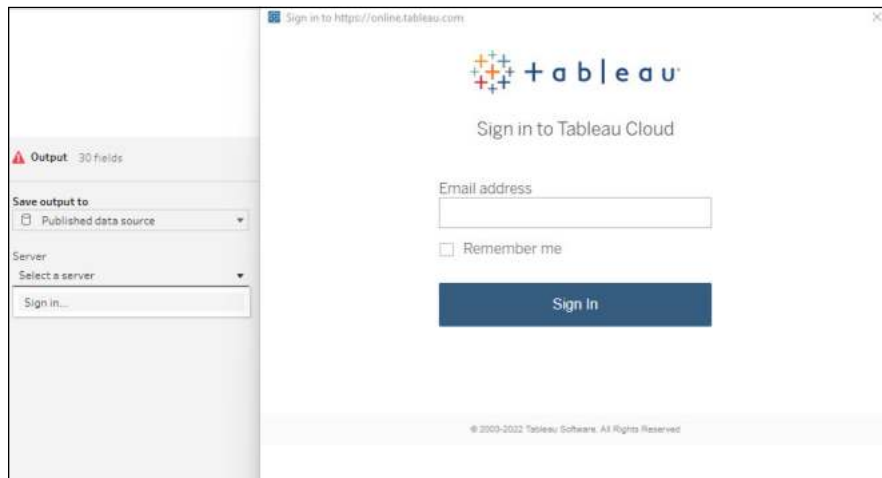 Sign in to https://online.tableau.com
+ a b | e a u
Sign in to Tableau Cloud
Output 30 fields
Save output to
Published data source
Server
Select a server
Sign in...
Email address
Remember me
Sign In
© 2003-2022 Tableau Software. All Rights Reserved